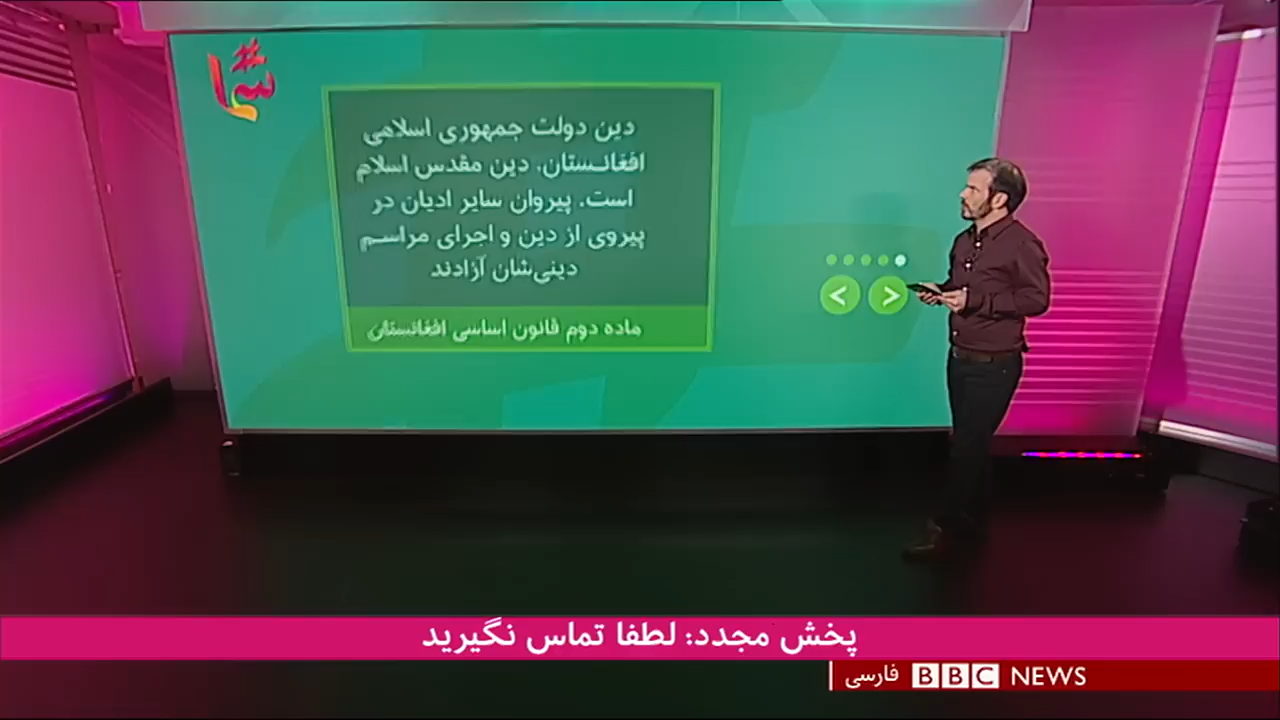 #شما
دین دولت جمهوری اسلامی
افغانستان، دین مقدس اسلام
است. پیروان سایر ادیان در
پیروی از دین و اجرای مراسم
دینی‌شان آزادند
ماده دوم قانون اساسی افغانستان
پخش مجدد: لطفا تماس نگیرید
BBC NEWS فارسی